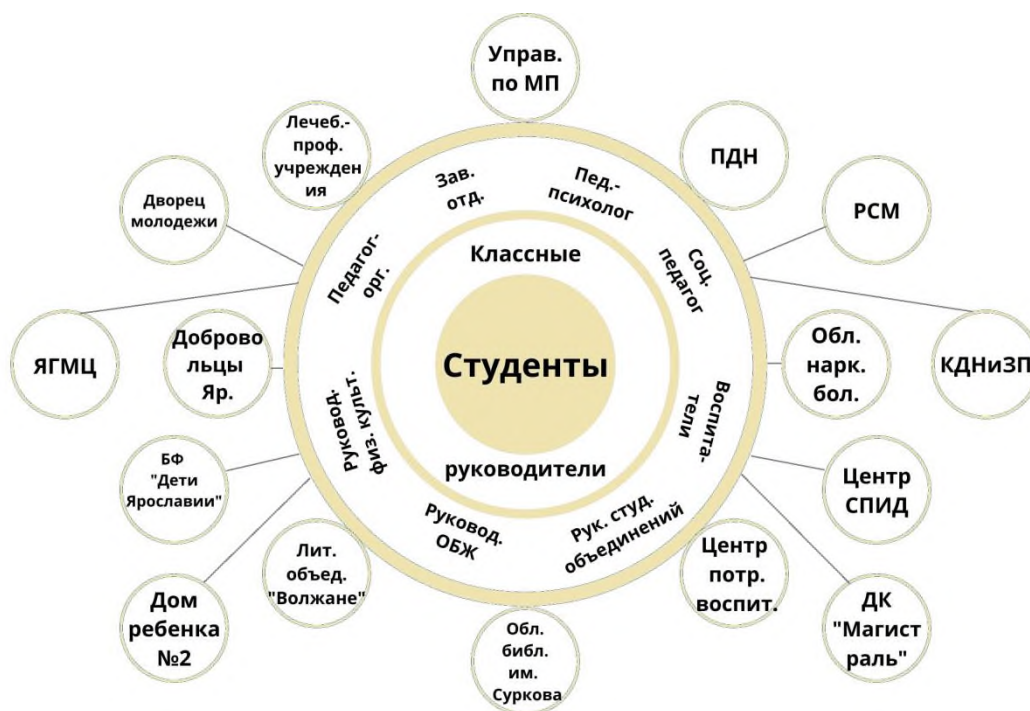 Управ.
по МП
Лечеб.-
проф.
учрежден
ия
ПДН
Дворец
молодежи
РСМ
Зав.
отд.
Пед.-
психолог
Педагог-
орг.
Соц.
педагог
Классные
Студенты
руководители
ЯГМЦ
Доброво
льцы
Яр.
Обл.
нарк.
бол.
КДНиЗП
Руковод.
физ. культ.
Воспита-
тели
БФ
"Дети
Ярославии"
Центр
СПИД
Руковод.
ОБЖ
Рук. студ.
объединений
Лит.
объед.
"Волжане"
Центр
потр.
воспит.
Дом
ребенка
№2
ДК
"Магист
раль"
Обл.
библ.
им.
Суркова